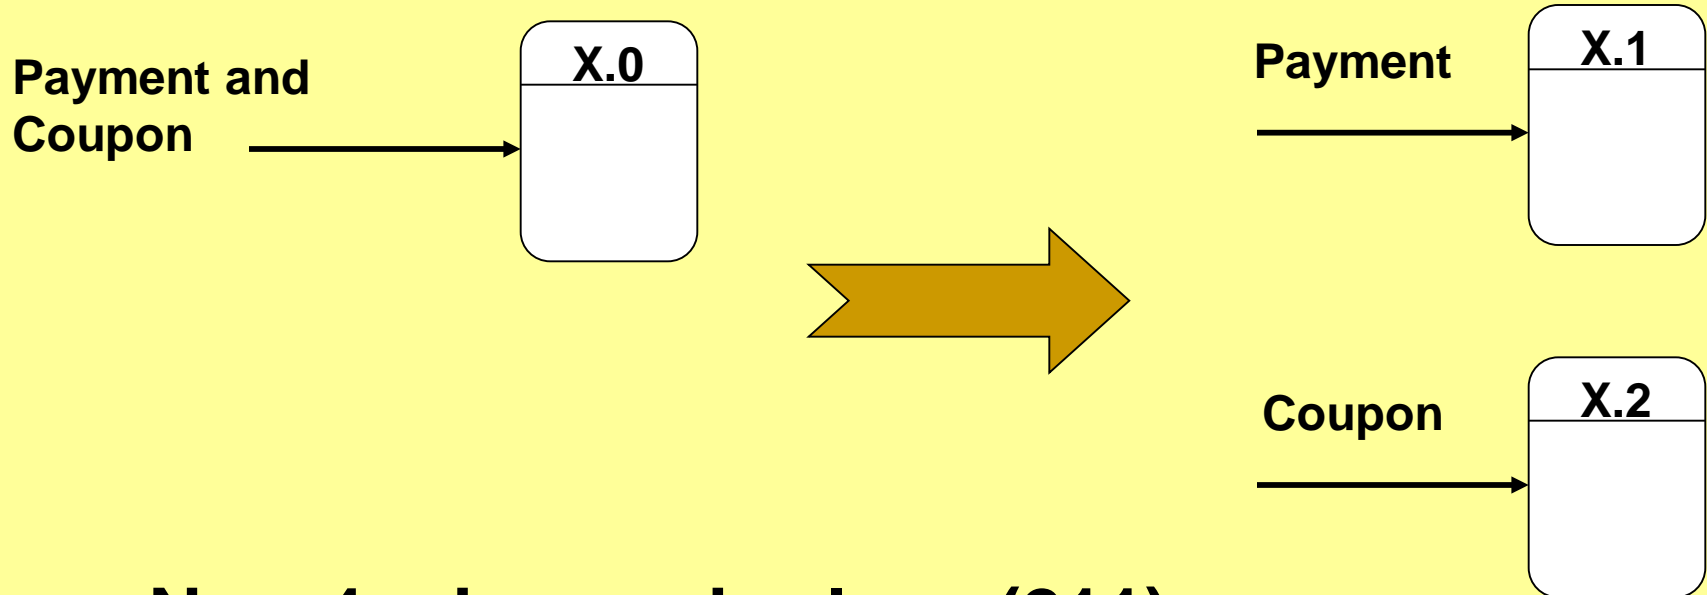 Payment and
Coupon
X.0
Payment
X.1
Coupon
X.2